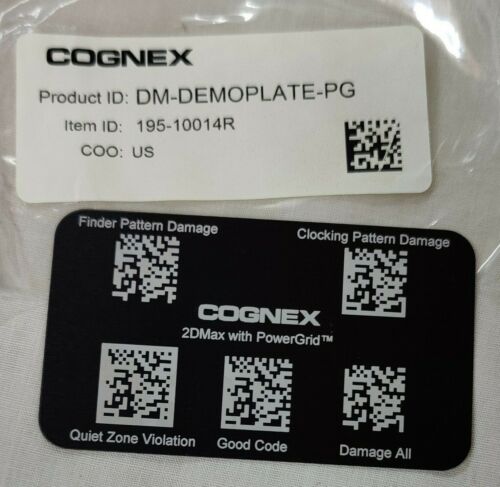 COGNEX
Product ID: DM-DEMOPLATE-PG
Item ID: 195-10014R
COO: US
Finder Pattern Damage
Clocking Pattern Damage
COGNEX
2DMax with PowerGrid™
Quiet Zone Violation
Good Code
Damage All